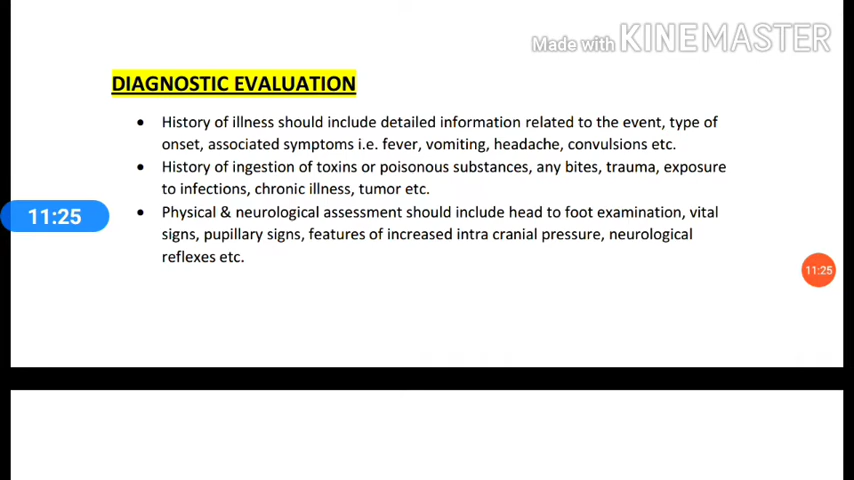 Made with KINEMASTER
DIAGNOSTIC EVALUATION
• History of illness should include detailed information related to the event, type of
onset, associated symptoms i.e. fever, vomiting, headache, convulsions etc.
• History of ingestion of toxins or poisonous substances, any bites, trauma, exposure
to infections, chronic illness, tumor etc.
11:25
• Physical & neurological assessment should include head to foot examination, vital
signs, pupillary signs, features of increased intra cranial pressure, neurological
reflexes etc.
11:25